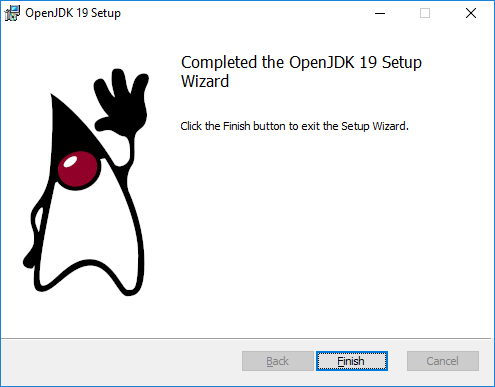 OpenJDK 19 Setup
Completed the OpenJDK 19 Setup
Wizard
Click the Finish button to exit the Setup Wizard.
Back Finish Cancel